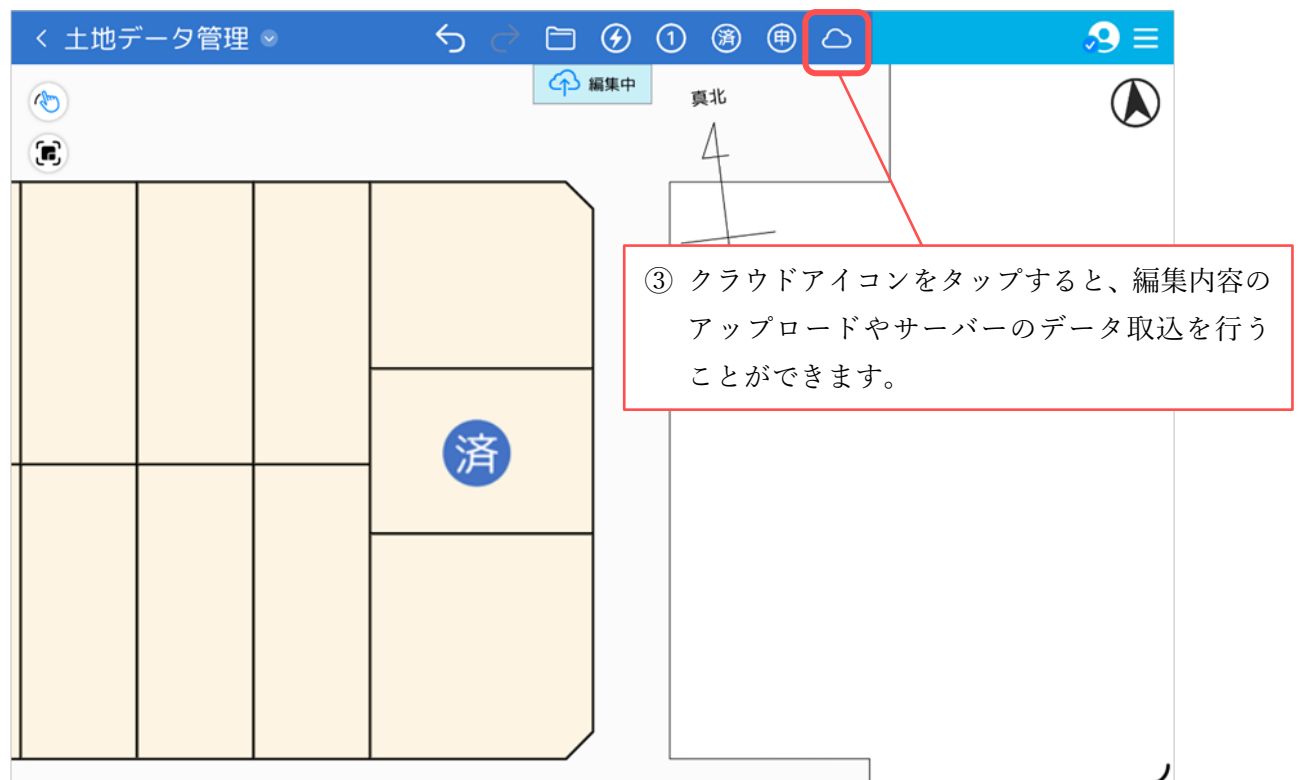 土地データ管理
① 済 申
編集中
真北
③ クラウドアイコンをタップすると、編集内容の
アップロードやサーバーのデータ取込を行う
ことができます。
済